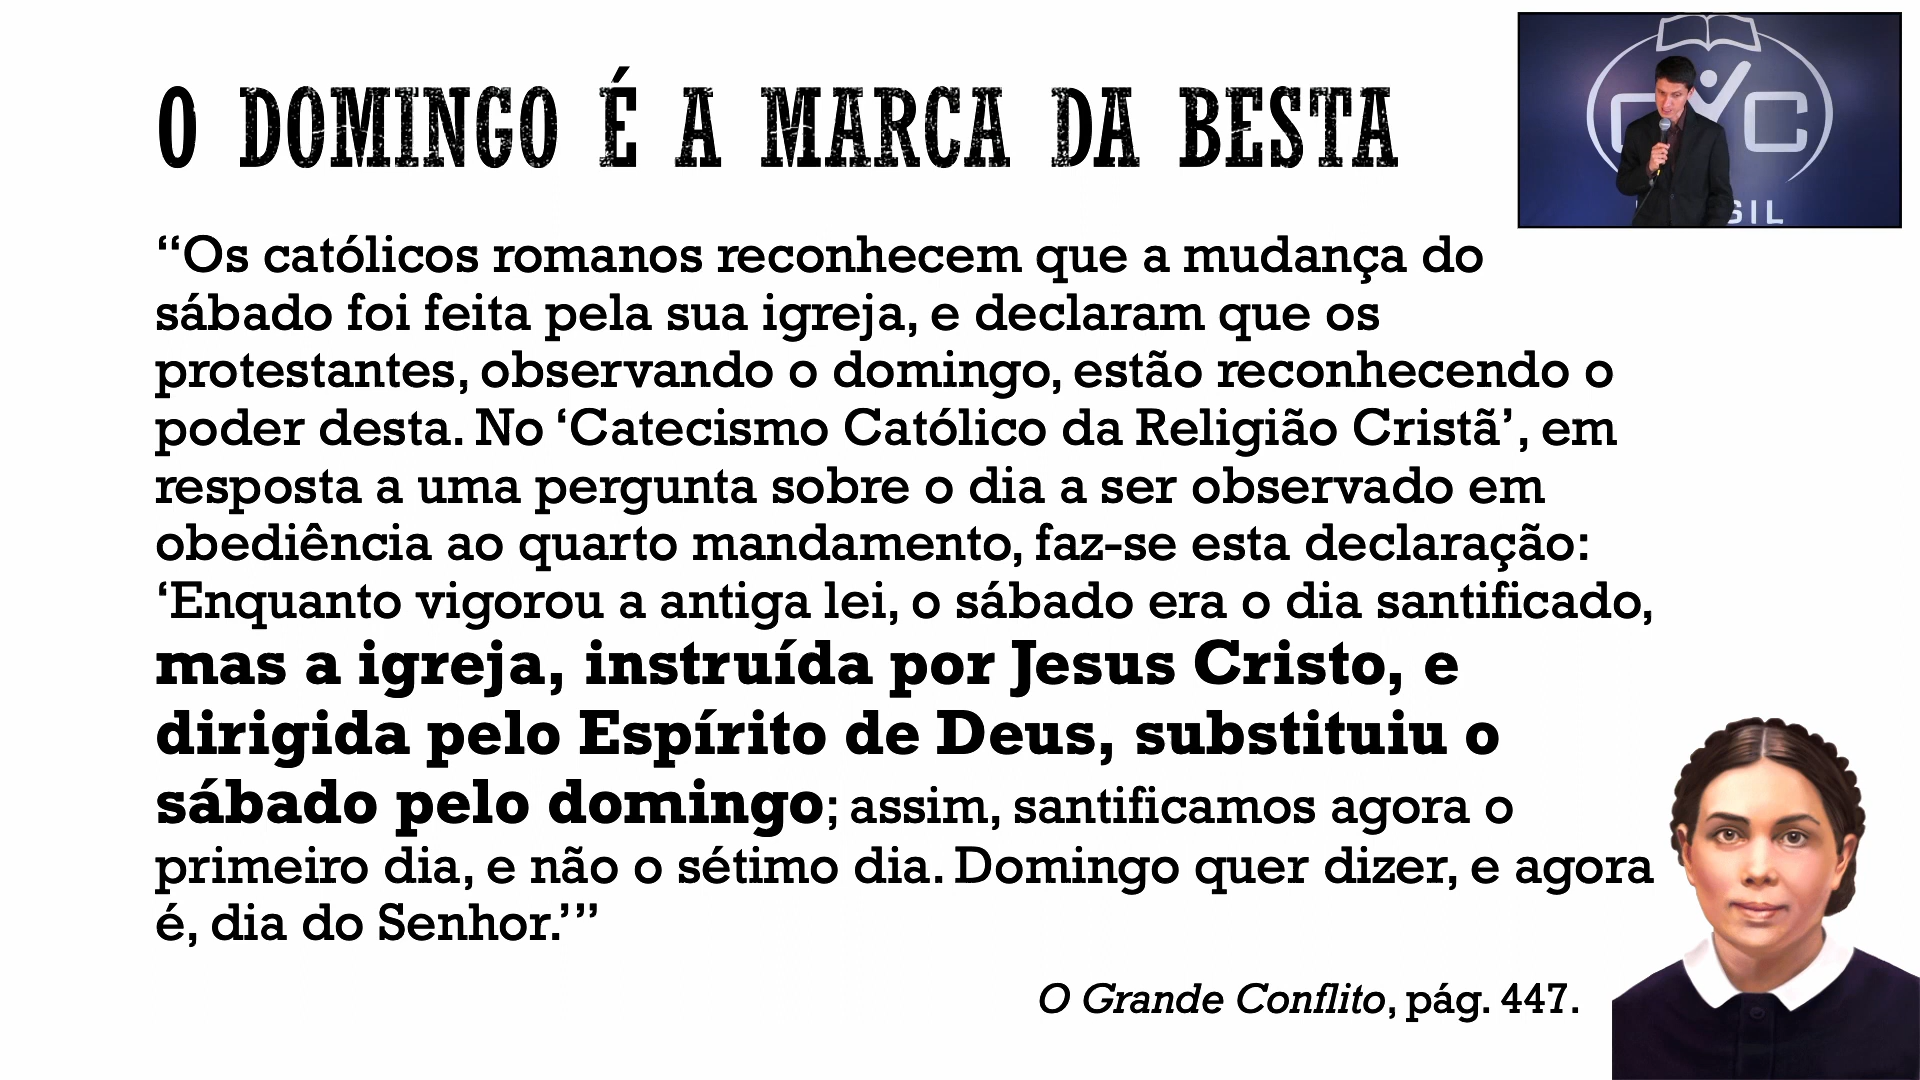 O DOMINGO É A MARCA DA BESTA
“Os católicos romanos reconhecem que a mudança do
sábado foi feita pela sua igreja, e declaram que os
protestantes, observando o domingo, estão reconhecendo o
poder desta. No ‘Catecismo Católico da Religião Cristã’, em
resposta a uma pergunta sobre o dia a ser observado em
obediência ao quarto mandamento, faz-se esta declaração:
‘Enquanto vigorou a antiga lei, o sábado era o dia santificado,
mas a igreja, instruída por Jesus Cristo, e
dirigida pelo Espírito de Deus, substituiu o
sábado pelo domingo; assim, santificamos agora o
primeiro dia, e não o sétimo dia. Domingo quer dizer, e agora
é, dia do Senhor.’”
O Grande Conflito, pág. 447.